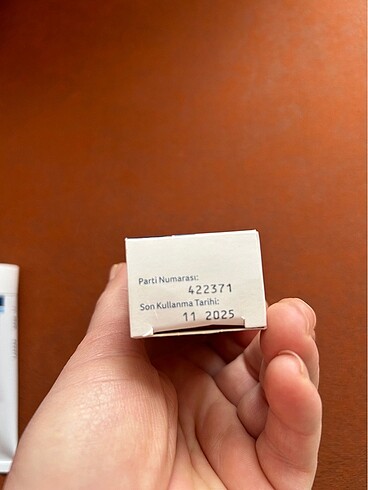 Parti Numarası:
422371
Son Kullanma Tarihi:
11 2025